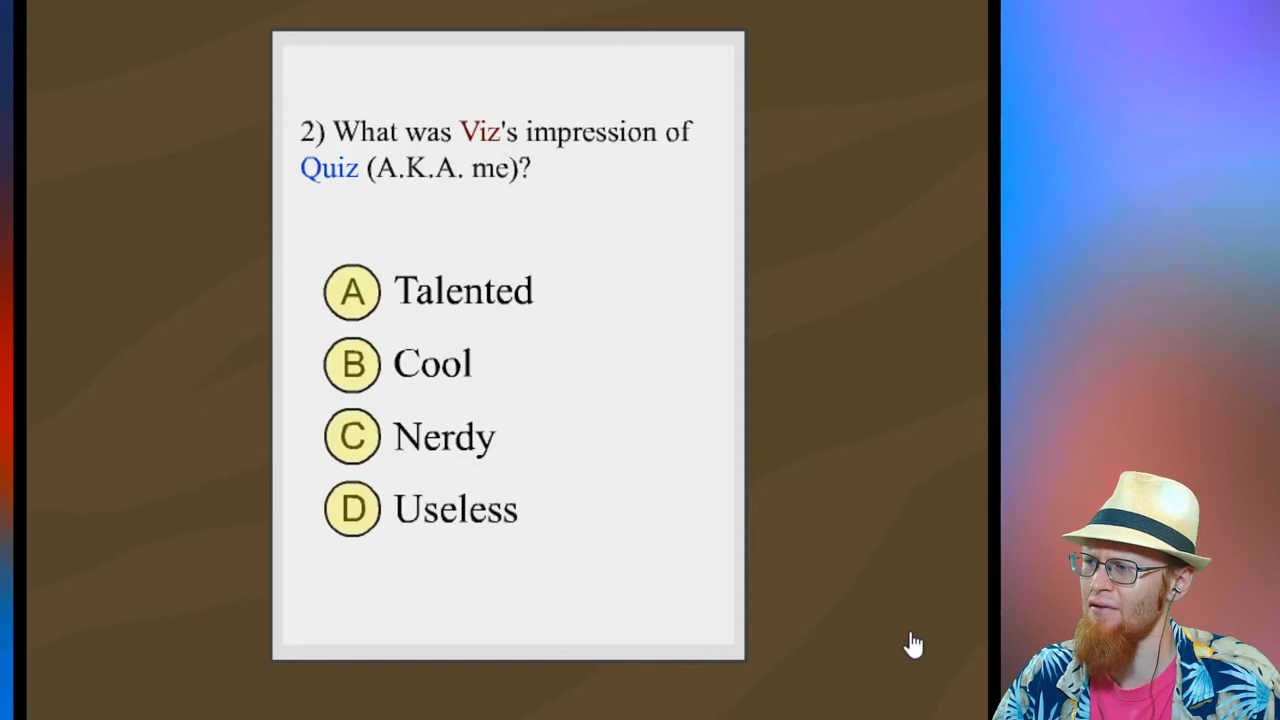 2) What was Viz's impression of
Quiz (A.K.A. me)?
A Talented
B Cool
C Nerdy
D Useless